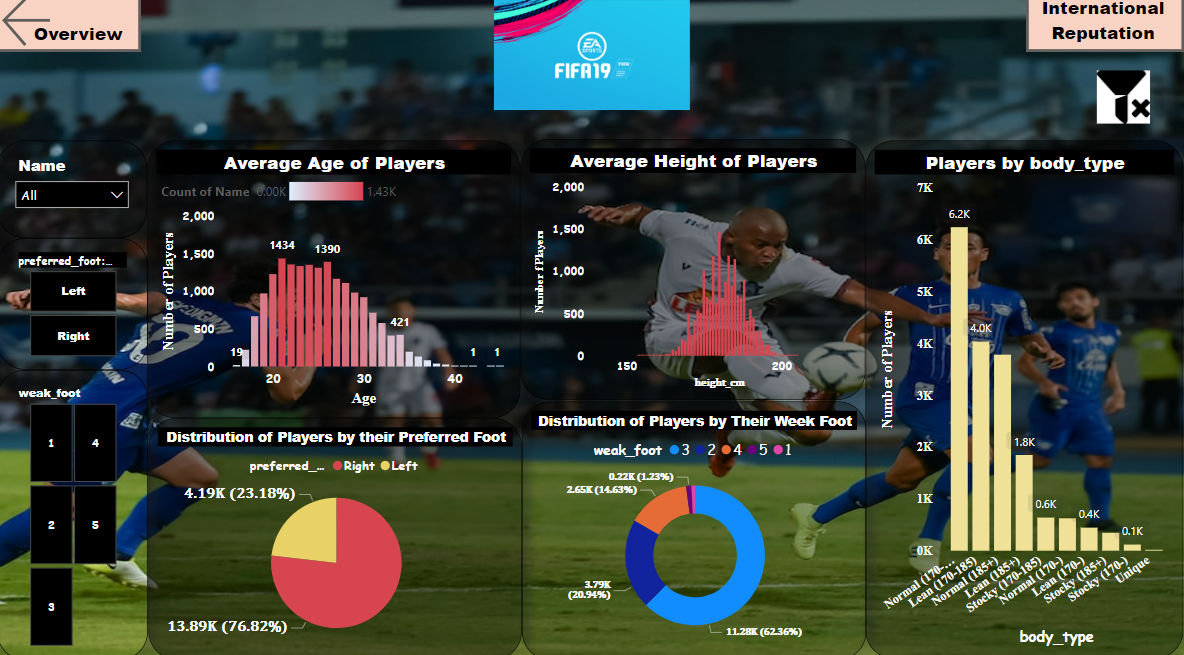 Overview
EA
SPORTS
FIFA19
International
Reputation
Name
All
preferred_foot:...
Left
Right
weak_foot
1
4
2
5
3
Average Age of Players
Count of Name 0.00K 1.43K
Number of Players
2,000
1,500
1,000
500
0
19
1434
1390
421
1
1
20
30
40
Age
Average Height of Players
Number fPlayers
2,000
1,500
1,000
500
0
150
200
height_cm
Players by body_type
Number of Players
7K
6K
5K
4K
3K
2K
1K
0K
6.2K
4.0K
1.8K
0.6K
0.4K
0.1K
Normal (170-...
Lean (170-185)
Normal (185+)
Lean (185+)
Stocky (170-185)
Normal (170-)
Lean (170-)
Stocky (185+)
Stocky (170-)
Unique
body_type
Distribution of Players by their Preferred Foot
preferred_... Right Left
4.19K (23.18%)
13.89K (76.82%)
Distribution of Players by Their Week Foot
weak_foot 3 2 4 5 1
0.22K (1.23%)
2.65K (14.63%)
3.79K
(20.94%)
11.28K (62.36%)